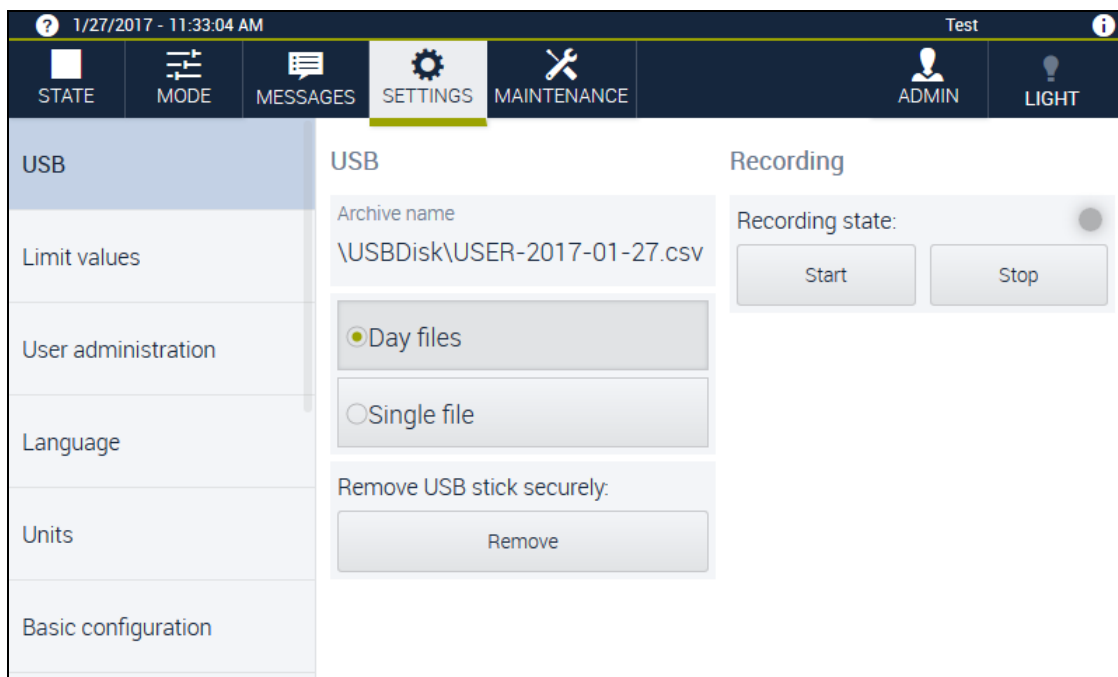 ? 1/27/2017 - 11:33:04 AM Test i
STATE MODE MESSAGES SETTINGS MAINTENANCE ADMIN LIGHT
USB
Limit values
User administration
Language
Units
Basic configuration
USB
Archive name
\USBDisk\USER-2017-01-27.csv
Day files
Single file
Remove USB stick securely:
Remove
Recording
Recording state:
Start Stop